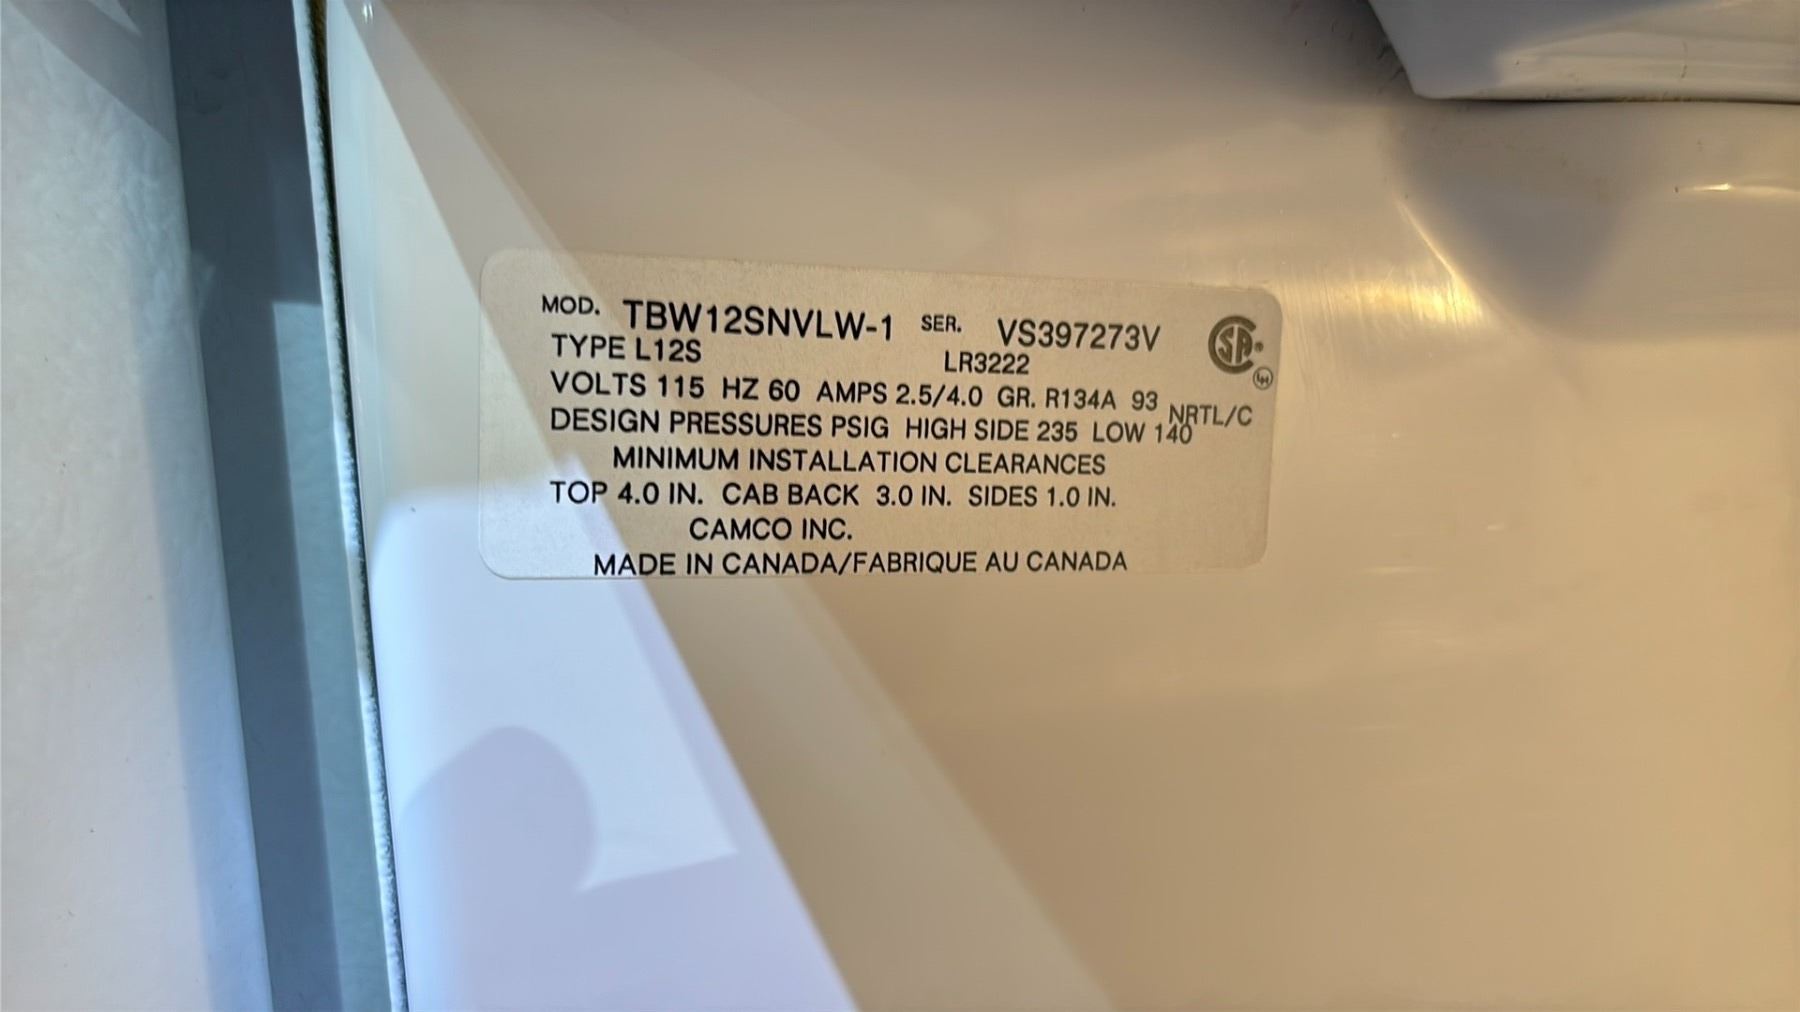 MOD. TBW12SNVLW-1 SER. VS397273V
TYPE L12S LR3222
VOLTS 115 HZ 60 AMPS 2.5/4.0 GR. R134A 93
NRTL/C
DESIGN PRESSURES PSIG HIGH SIDE 235 LOW 140
MINIMUM INSTALLATION CLEARANCES
TOP 4.0 IN. CAB BACK 3.0 IN. SIDES 1.0 IN.
CAMCO INC.
MADE IN CANADA/FABRIQUE AU CANADA